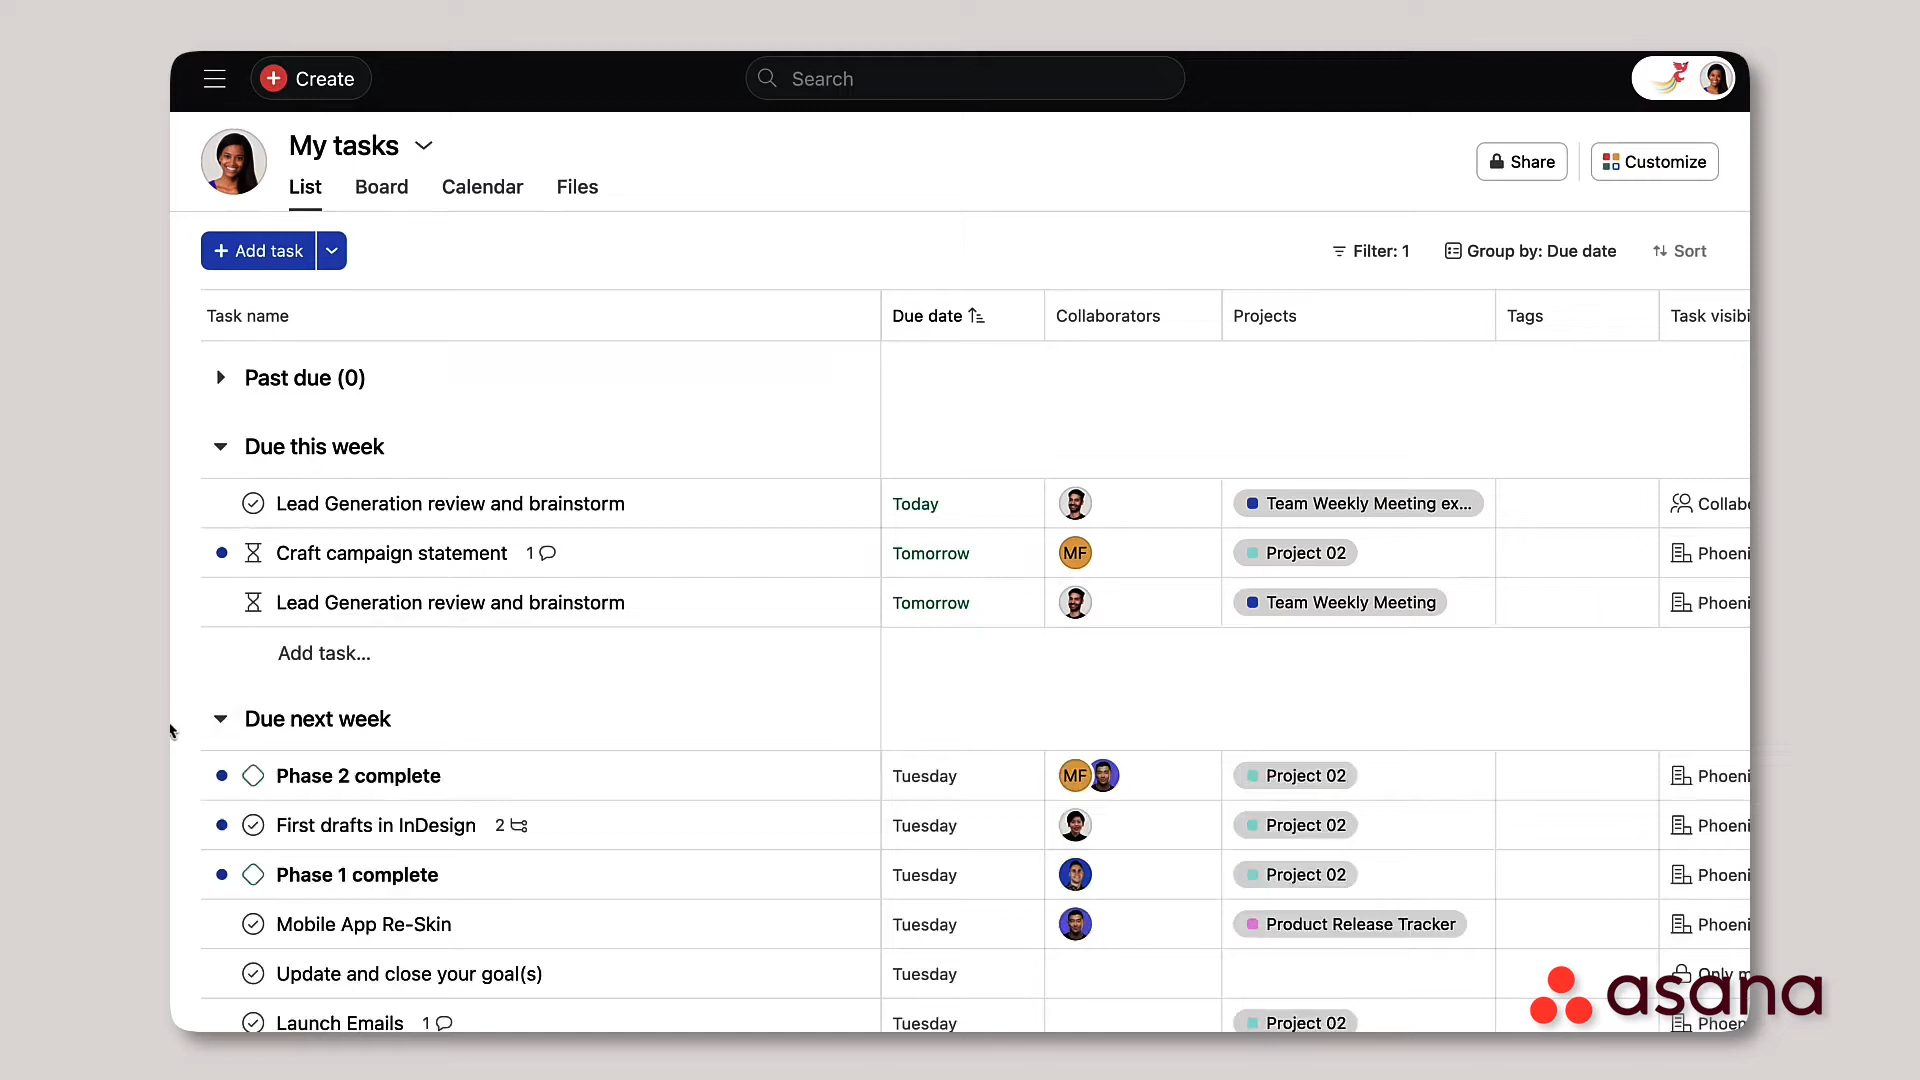 Create
Search
My tasks
List Board Calendar Files
Share
Customize
Add task
Filter: 1
Group by: Due date
Sort
Task name Due date Collaborators Projects Tags Task visibi
Past due (0)
Due this week
Lead Generation review and brainstorm Today Team Weekly Meeting ex... Collabo
Craft campaign statement 1 Tomorrow MF Project 02 Phoeni
Lead Generation review and brainstorm Tomorrow Team Weekly Meeting Phoeni
Add task...
Due next week
Phase 2 complete Tuesday MF Project 02 Phoeni
First drafts in InDesign 2 Tuesday Project 02 Phoeni
Phase 1 complete Tuesday Project 02 Phoeni
Mobile App Re-Skin Tuesday Product Release Tracker Phoeni
Update and close your goal(s) Tuesday Only m
Launch Emails 1 Tuesday Project 02 Phoen
asana